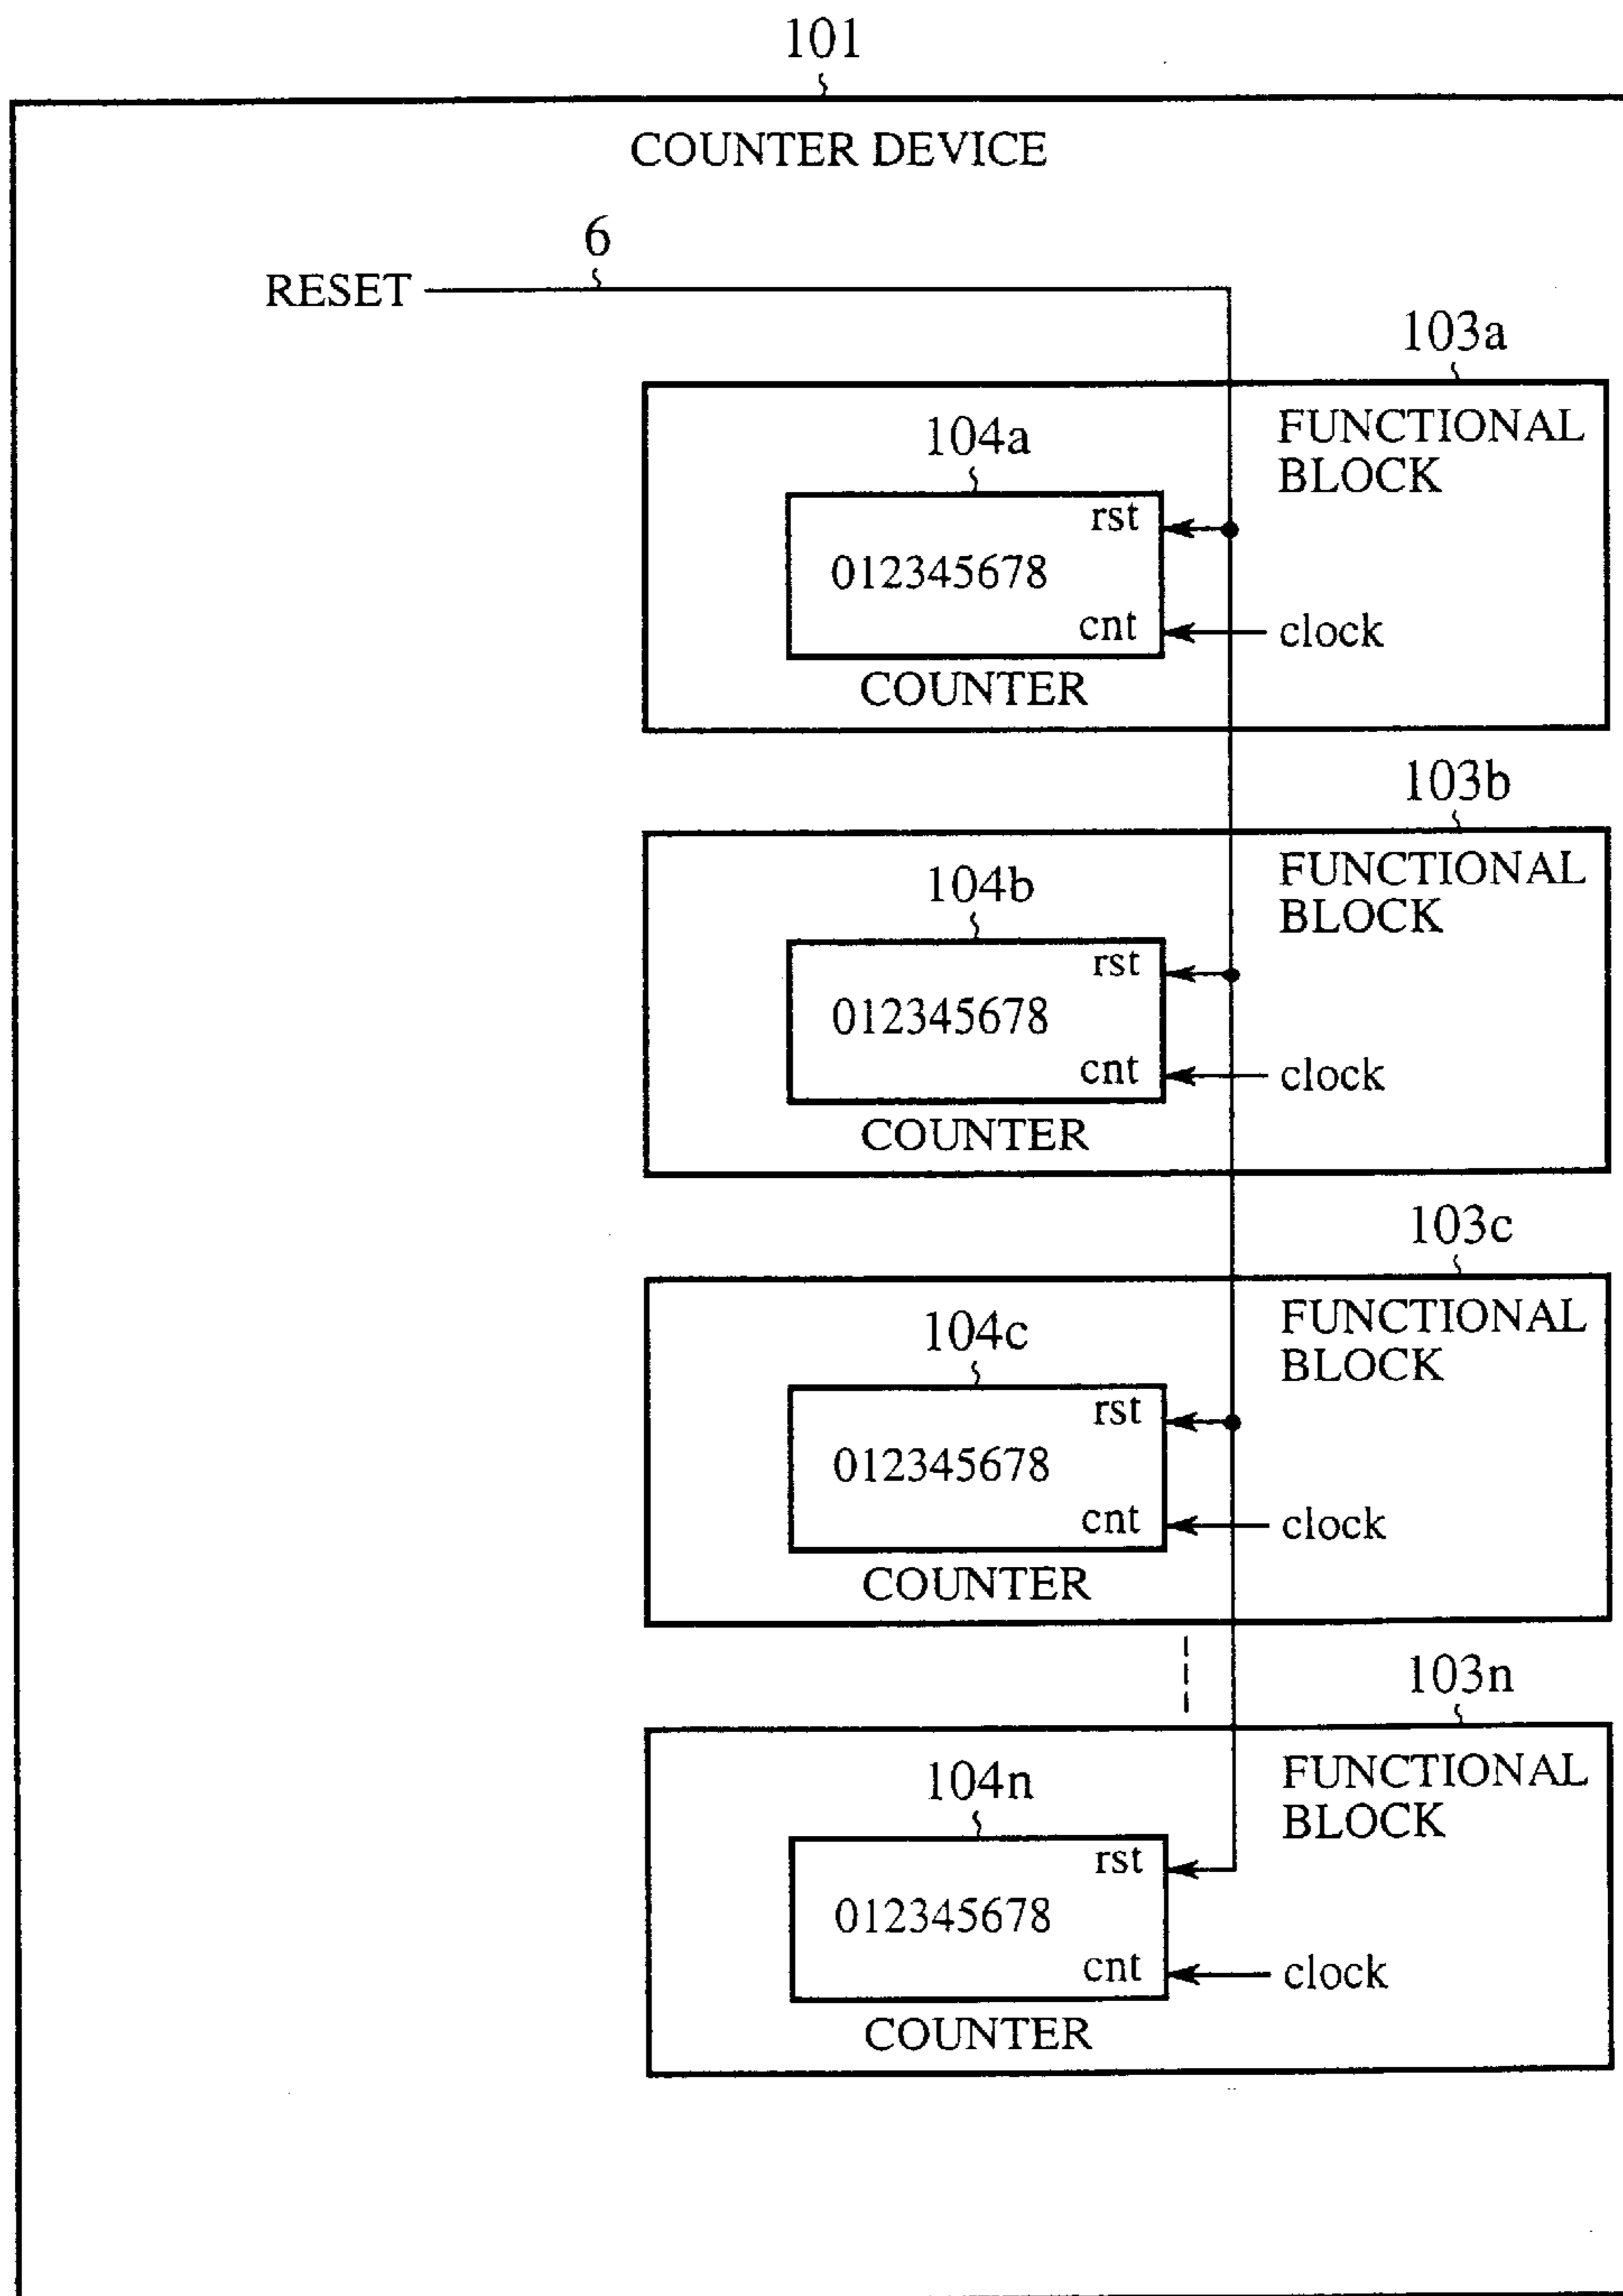 101
COUNTER DEVICE
6
RESET
103a
FUNCTIONAL
BLOCK
104a
rst
012345678
cnt
clock
COUNTER
103b
FUNCTIONAL
BLOCK
104b
rst
012345678
cnt
clock
COUNTER
103c
FUNCTIONAL
BLOCK
104c
rst
012345678
cnt
clock
COUNTER
103n
FUNCTIONAL
BLOCK
104n
rst
012345678
cnt
clock
COUNTER